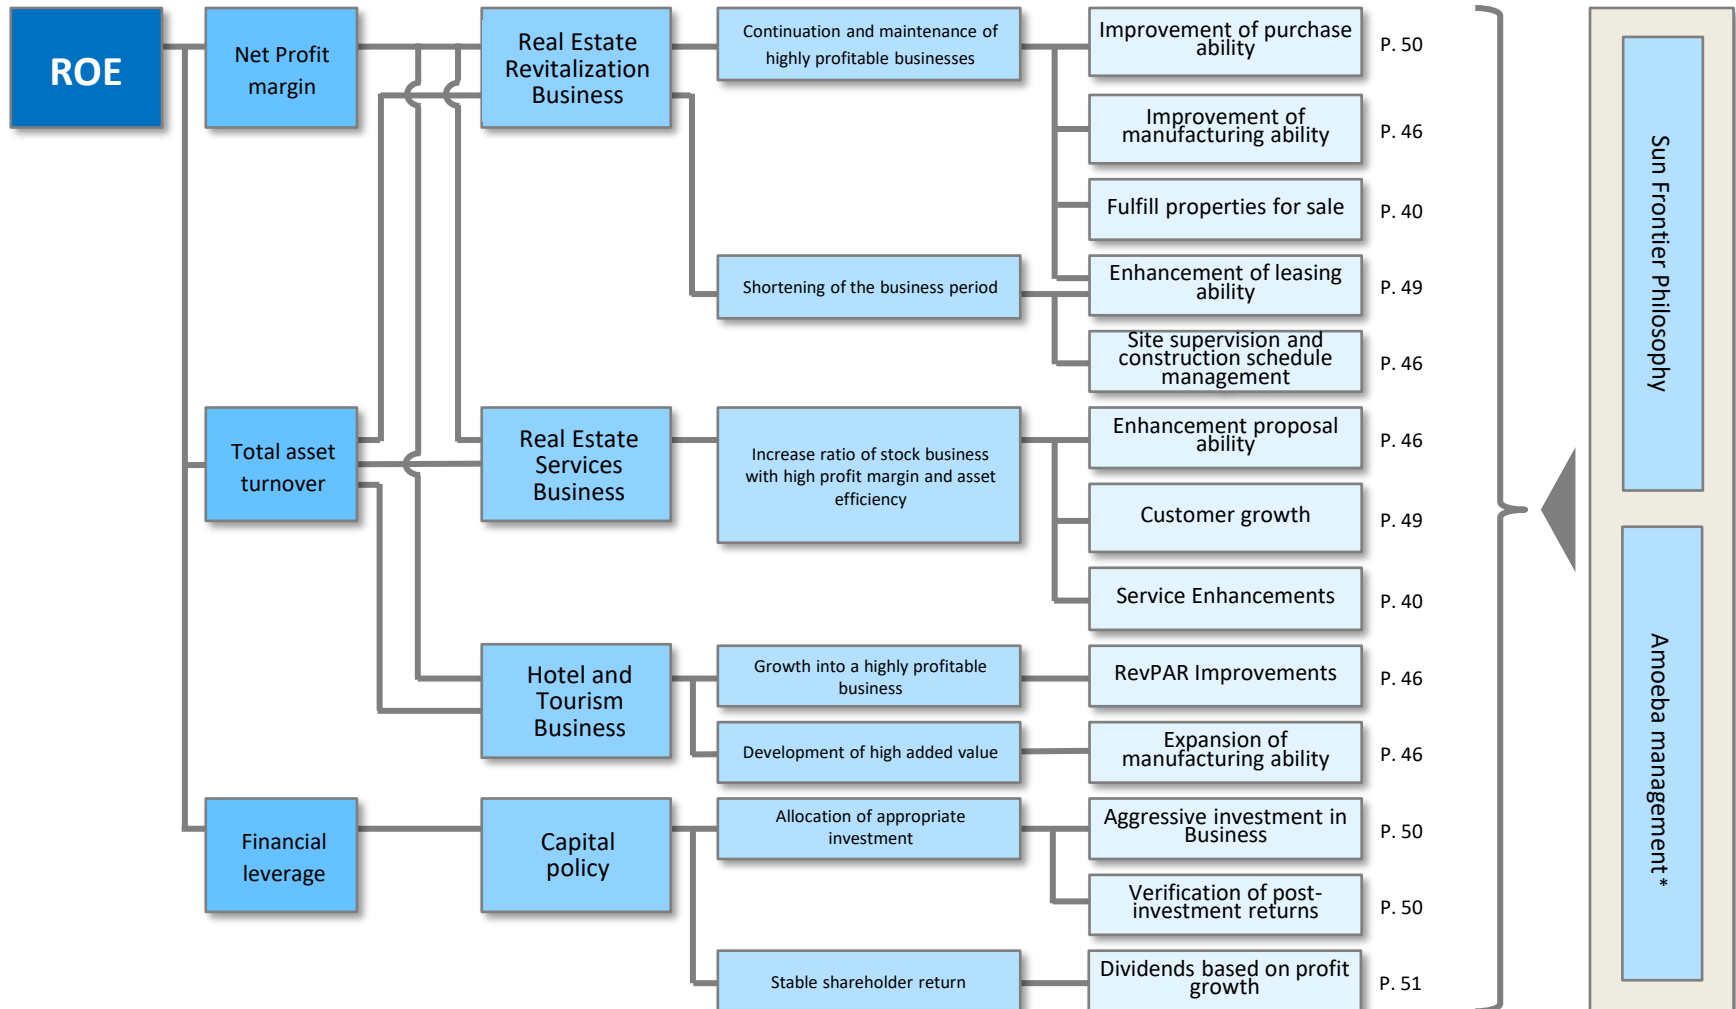 ROE
Net Profit
margin
Total asset
turnover
Financial
leverage
Real Estate
Revitalization
Business
Real Estate
Services
Business
Hotel and
Tourism
Business
Capital
policy
Continuation and maintenance of
highly profitable businesses
Shortening of the business period
Increase ratio of stock business
with high profit margin and asset
efficiency
Growth into a highly profitable
business
Development of high added value
Allocation of appropriate
investment
Stable shareholder return
Improvement of purchase
ability
P. 50
Improvement of
manufacturing ability
P. 46
Fulfill properties for sale
P. 40
Enhancement of leasing
ability
P. 49
Site supervision and
construction schedule
management
P. 46
Enhancement proposal
ability
P. 46
Customer growth
P. 49
Service Enhancements
P. 40
RevPAR Improvements
P. 46
Expansion of
manufacturing ability
P. 46
Aggressive investment in
Business
P. 50
Verification of post-
investment returns
P. 50
Dividends based on profit
growth
P. 51
Sun Frontier Philosophy
Amoeba management*